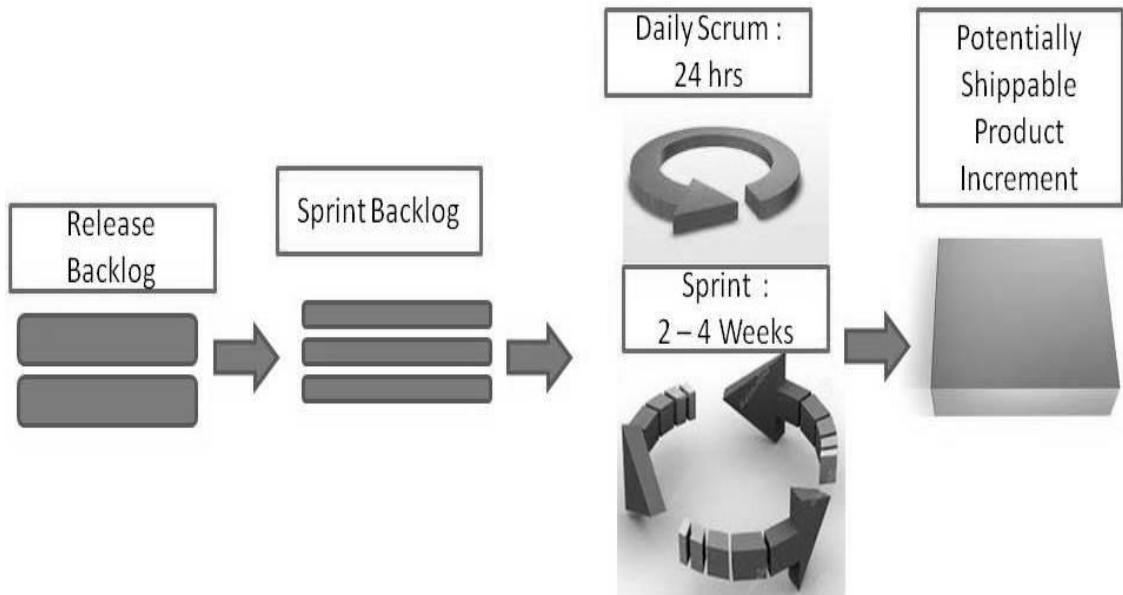 Release
Backlog
Sprint Backlog
Daily Scrum :
24 hrs
Sprint :
2 – 4 Weeks
Potentially
Shippable
Product
Increment